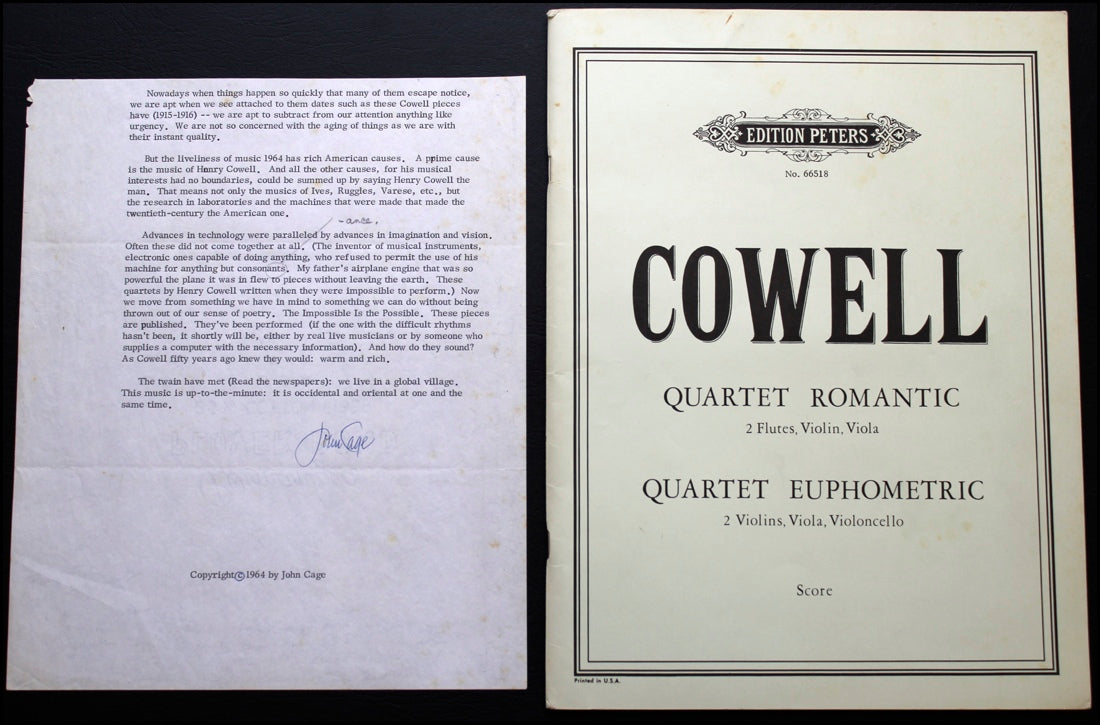 Nowadays when things happen so quickly that many of them escape notice,
we are apt when we see attached to them dates such as these Cowell pieces
have (1915-1916) -- we are apt to subtract from our attention anything like
urgency. We are not so concerned with the aging of things as we are with
their instant quality.
But the liveliness of music 1964 has rich American causes. A prime cause
is the music of Henry Cowell. And all the other causes, for his musical
interests had no boundaries, could be summed up by saying Henry Cowell the
man. That means not only the musics of Ives, Ruggles, Varese, etc., but
the research in laboratories and the machines that were made that made the
twentieth-century the American one.
-ance.
Advances in technology were paralleled by advances in imagination and vision.
Often these did not come together at all. (The inventor of musical instruments,
electronic ones capable of doing anything, who refused to permit the use of his
machine for anything but consonants. My father's airplane engine that was so
powerful the plane it was in flew to pieces without leaving the earth. These
quartets by Henry Cowell written when they were impossible to perform.) Now
we move from something we have in mind to something we can do without being
thrown out of our sense of poetry. The Impossible Is the Possible. These pieces
are published. They've been performed (if the one with the difficult rhythms
hasn't been, it shortly will be, either by real live musicians or by someone who
supplies a computer with the necessary information). And how do they sound?
As Cowell fifty years ago knew they would: warm and rich.
The twain have met (Read the newspapers): we live in a global village.
This music is up-to-the-minute: it is occidental and oriental at one and the
same time.
John Cage
Copyright © 1964 by John Cage
EDITION PETERS
No. 66518
COWELL
QUARTET ROMANTIC
2 Flutes, Violin, Viola
QUARTET EUPHOMETRIC
2 Violins, Viola, Violoncello
Score
Printed in U.S.A.